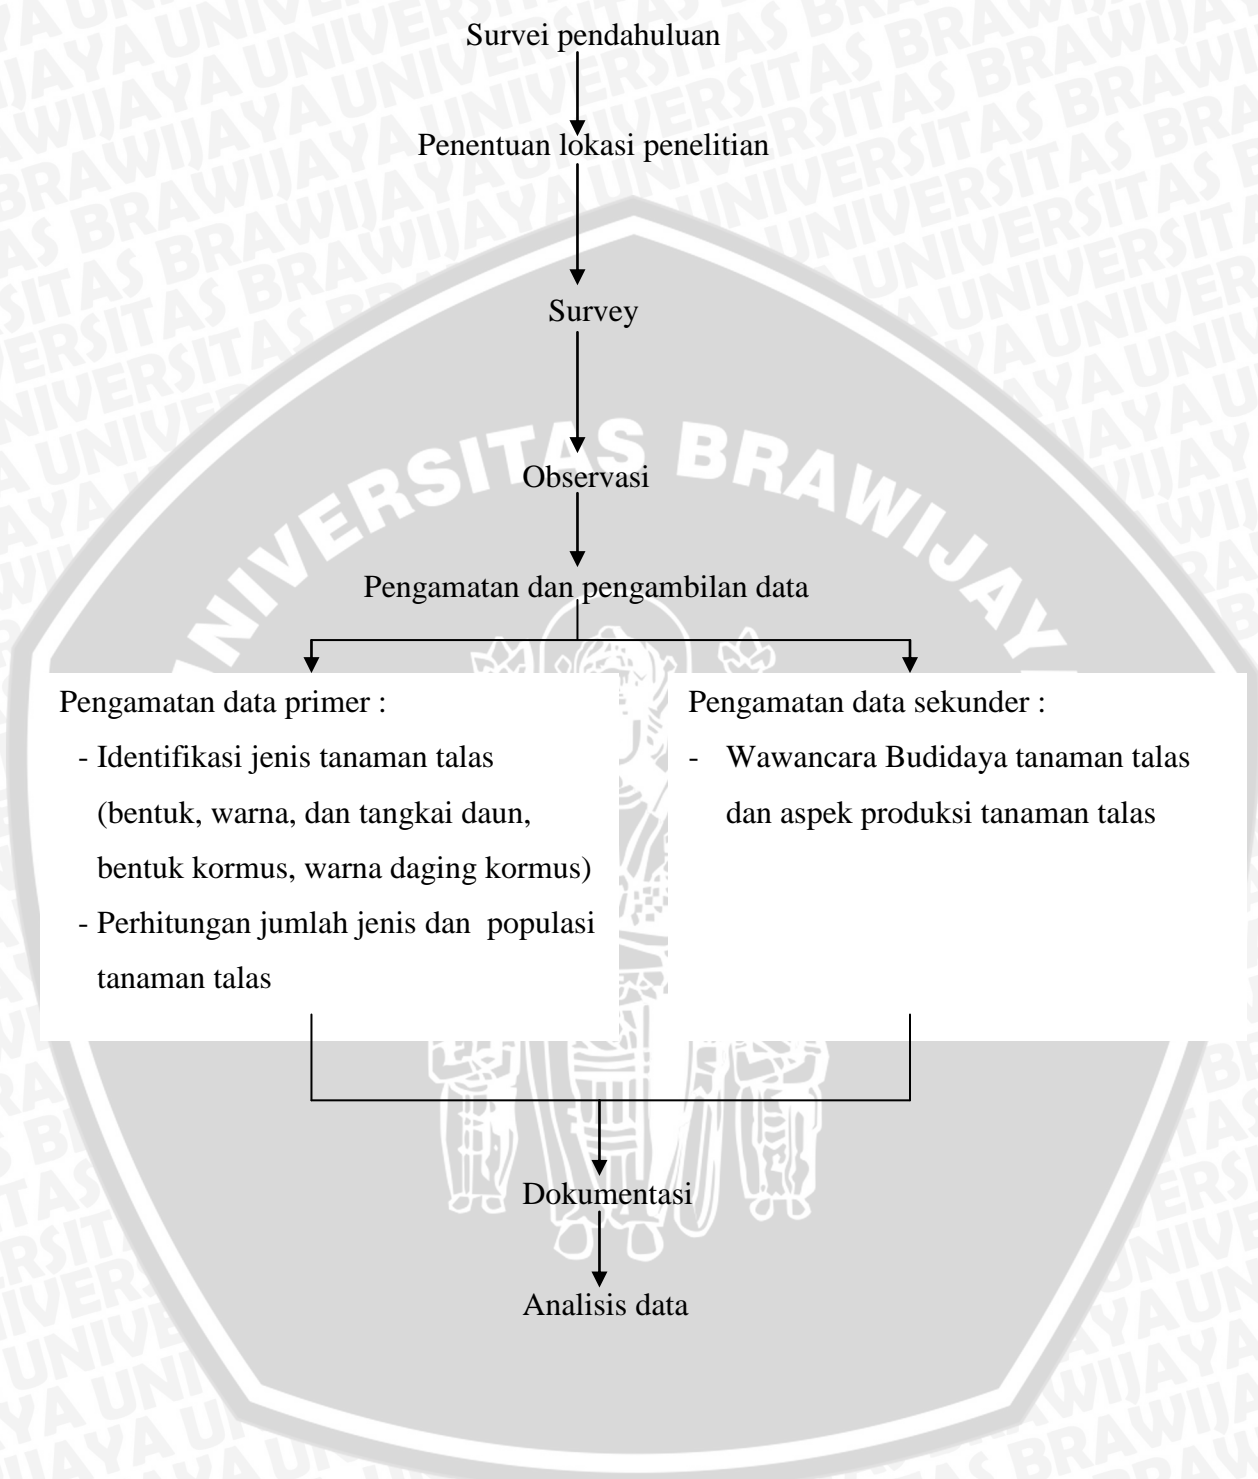 Survei pendahuluan
Penentuan lokasi penelitian
Survey
Observasi
Pengamatan dan pengambilan data
Pengamatan data primer :
- Identifikasi jenis tanaman talas
(bentuk, warna, dan tangkai daun,
bentuk kormus, warna daging kormus)
- Perhitungan jumlah jenis dan populasi
tanaman talas
Pengamatan data sekunder :
- Wawancara Budidaya tanaman talas
dan aspek produksi tanaman talas
Dokumentasi
Analisis data
UNIVERSITAS BRAWIJAYA